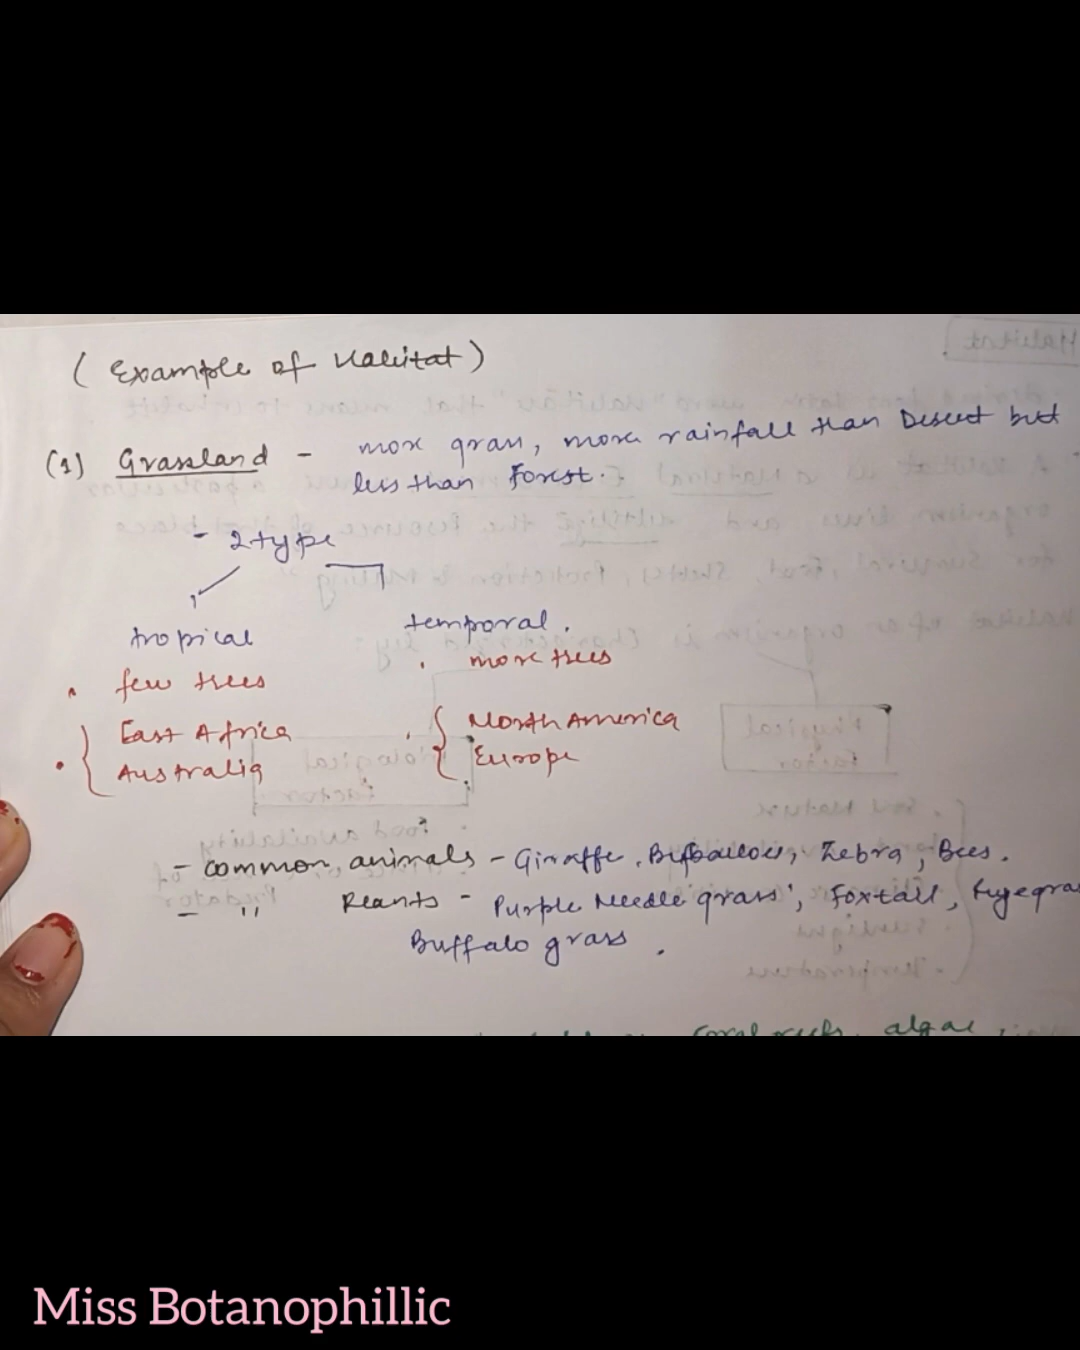 ( Example of Habitat )
(1) Grassland - more grass, more rainfall than Desert but
less than Forest.
- 2 type
tropical
temporal.
• few trees
• more trees
• East Africa
Australia
• North America
Europe
- common animals - Giraffe, Buffaloes, Zebra, Bees.
- " Plants - Purple Needle grass, Foxtail, Ryegras
Buffalo grass.
coral reefs, algae,
Miss Botanophillic